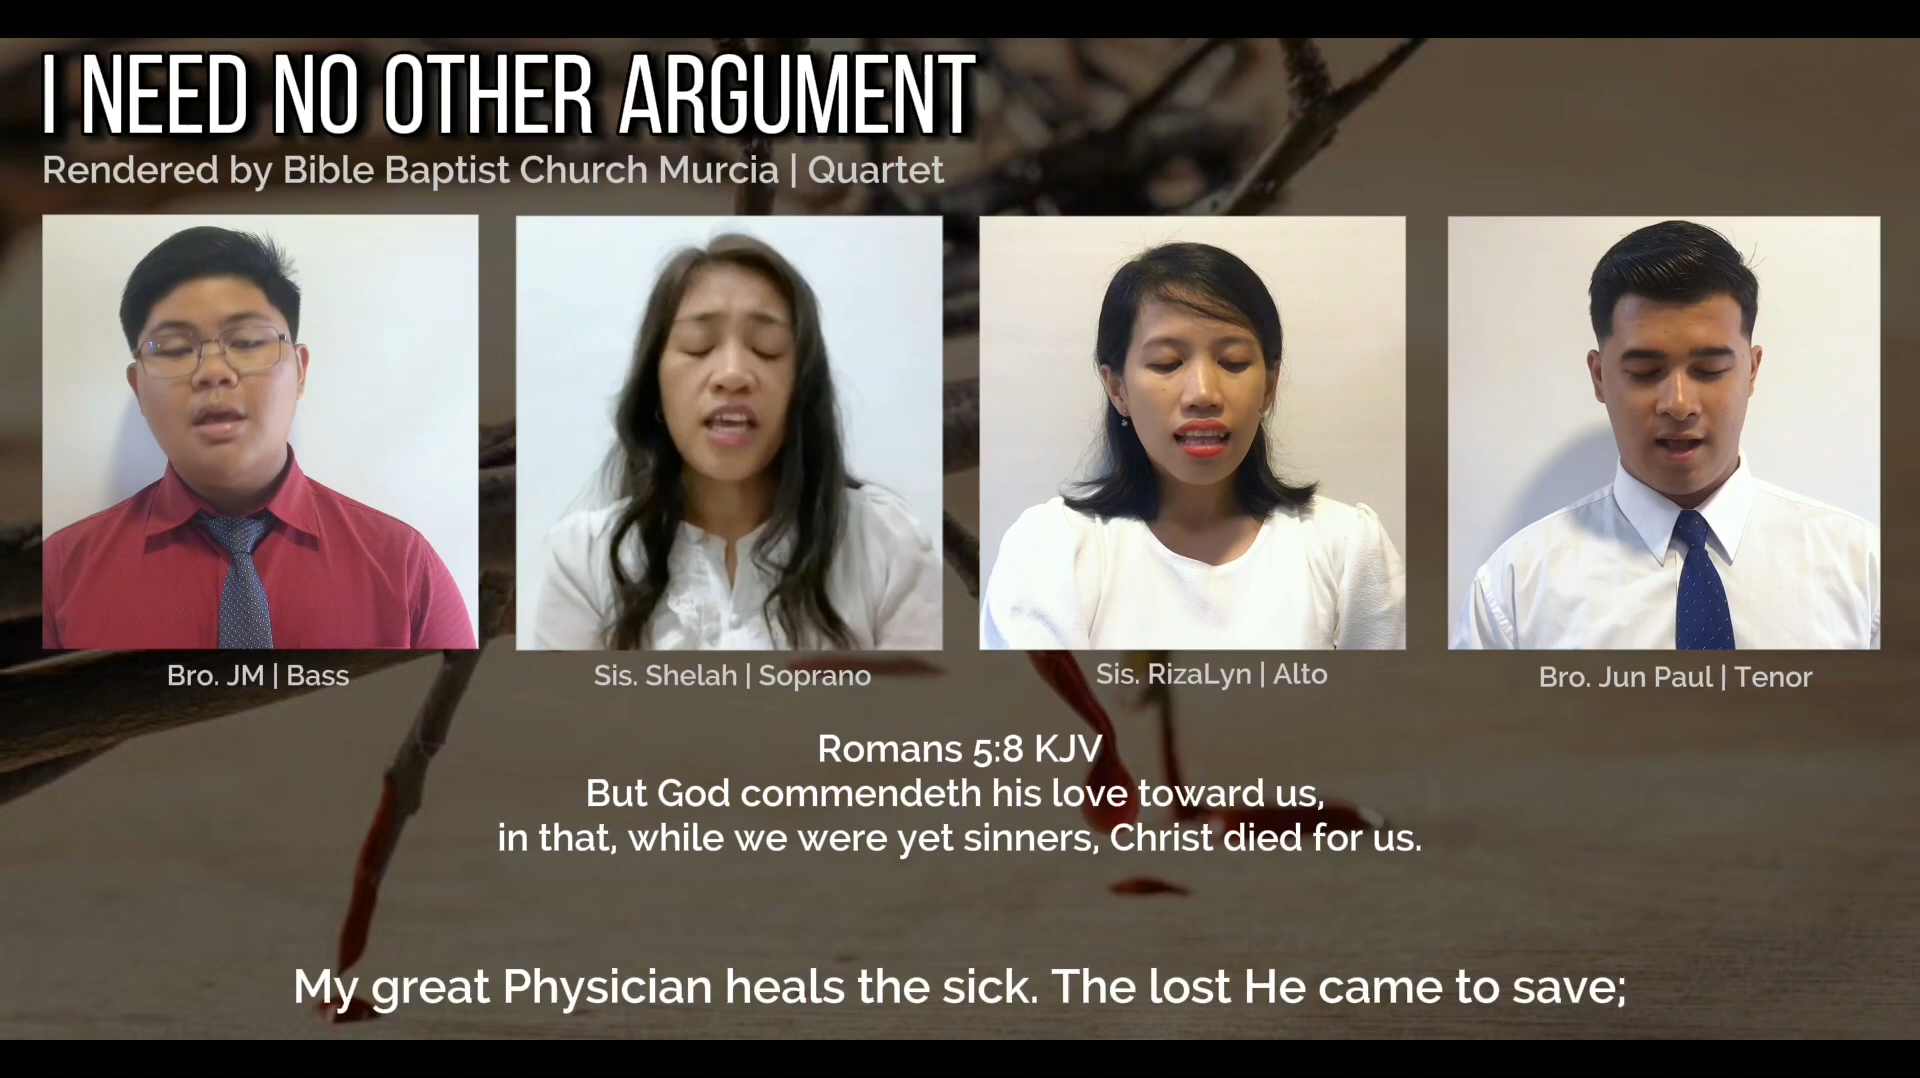 I NEED NO OTHER ARGUMENT
Rendered by Bible Baptist Church Murcia | Quartet
Bro. JM | Bass
Sis. Shelah | Soprano
Sis. RizaLyn | Alto
Bro. Jun Paul | Tenor
Romans 5:8 KJV
But God commendeth his love toward us,
in that, while we were yet sinners, Christ died for us.
My great Physician heals the sick. The lost He came to save;